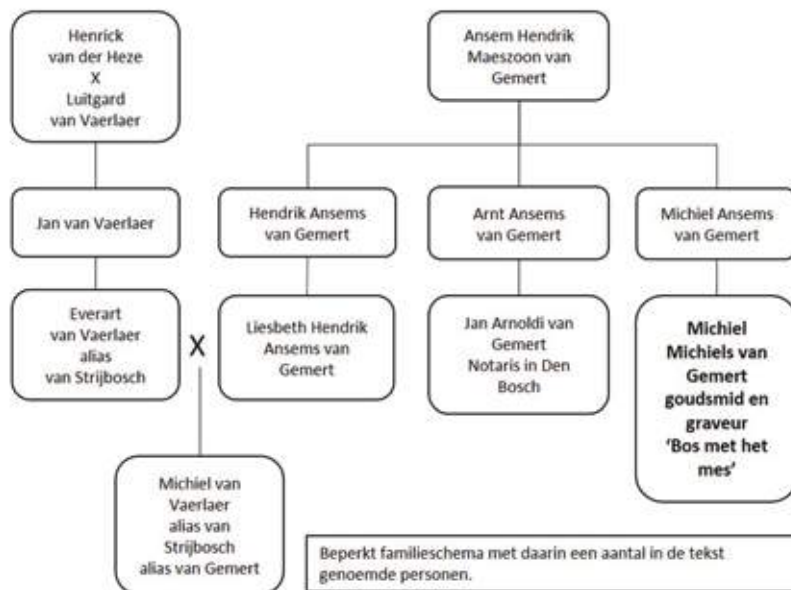 Henrick
van der Heze
X
Luitgard
van Vaerlaer
Ansem Hendrik
Maeszoon van
Gemert
Jan van Vaerlaer
Hendrik Ansems
van Gemert
Arnt Ansems
van Gemert
Michiel Ansems
van Gemert
Everart
van Vaerlaer
alias
van Strijbosch
X
Liesbeth Hendrik
Ansems van
Gemert
Jan Arnoldi van
Gemert
Notaris in Den
Bosch
Michiel
Michiels van
Gemert
goudsmid en
graveur
‘Bos met het
mes’
Michiel van
Vaerlaer
alias van
Strijbosch
alias van Gemert
Beperkt familieschema met daarin een aantal in de tekst
genoemde personen.